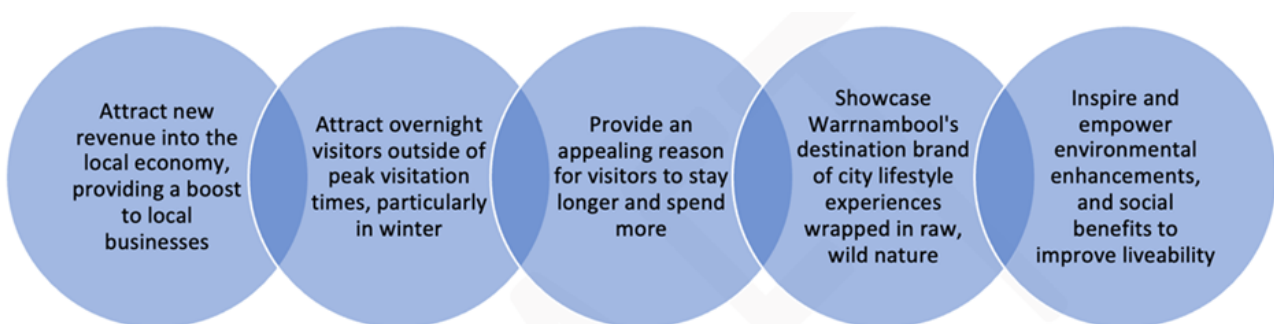 Attract new
revenue into the
local economy,
providing a boost
to local
businesses
Attract overnight
visitors outside of
peak visitation
times, particularly
in winter
Provide an
appealing reason
for visitors to stay
longer and spend
more
Showcase
Warrnambool's
destination brand
of city lifestyle
experiences
wrapped in raw,
wild nature
Inspire and
empower
environmental
enhancements,
and social
benefits to
improve liveability